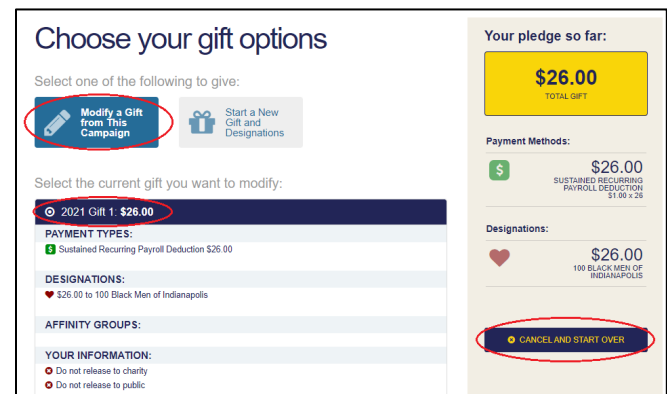 Choose your gift options
Select one of the following to give:
Modify a Gift
from This
Campaign
Start a New
Gift and
Designations
Select the current gift you want to modify:
2021 Gift 1: $26.00
PAYMENT TYPES:
$ Sustained Recurring Payroll Deduction $26.00
DESIGNATIONS:
$26.00 to 100 Black Men of Indianapolis
AFFINITY GROUPS:
YOUR INFORMATION:
Do not release to charity
Do not release to public
Your pledge so far:
$26.00
TOTAL GIFT
Payment Methods:
$
$26.00
SUSTAINED RECURRING
PAYROLL DEDUCTION
$1.00 x 26
Designations:
$26.00
100 BLACK MEN OF
INDIANAPOLIS
CANCEL AND START OVER